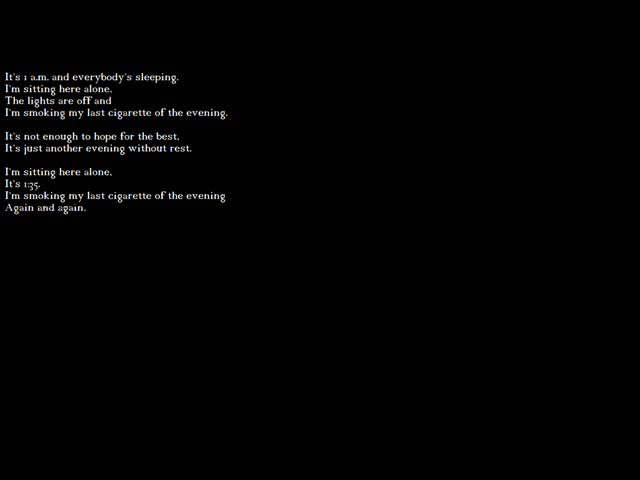 It's 1 a.m. and everybody's sleeping.
I'm sitting here alone.
The lights are off and
I'm smoking my last cigarette of the evening.
It's not enough to hope for the best,
It's just another evening without rest.
I'm sitting here alone.
It's 1:35.
I'm smoking my last cigarette of the evening
Again and again.